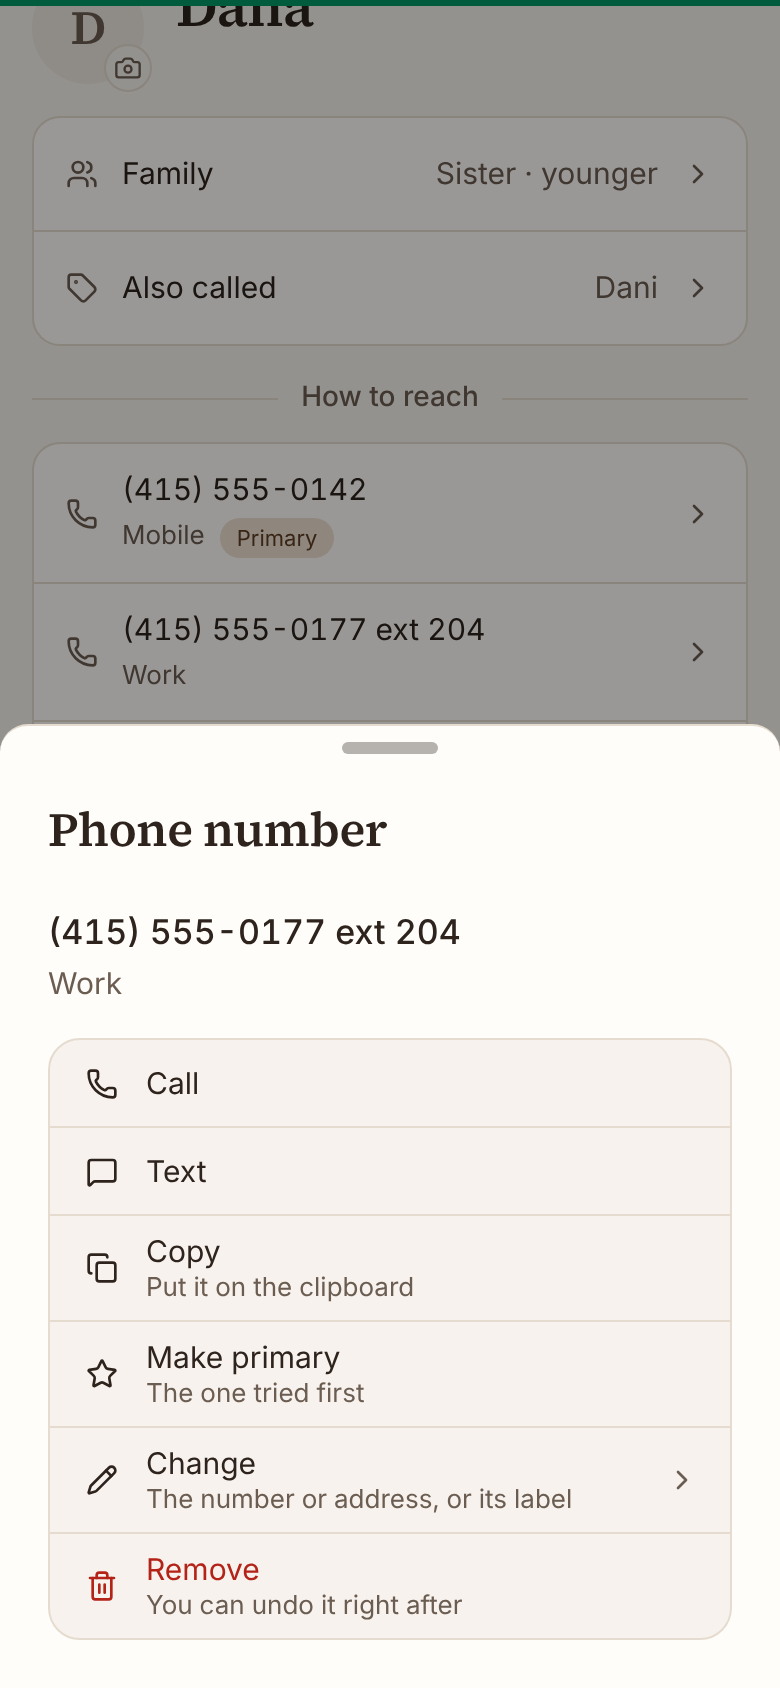 D
Dana
Family
Sister · younger
Also called
Dani
How to reach
(415) 555-0142
Mobile
Primary
(415) 555-0177 ext 204
Work
Phone number
(415) 555-0177 ext 204
Work
Call
Text
Copy
Put it on the clipboard
Make primary
The one tried first
Change
The number or address, or its label
Remove
You can undo it right after